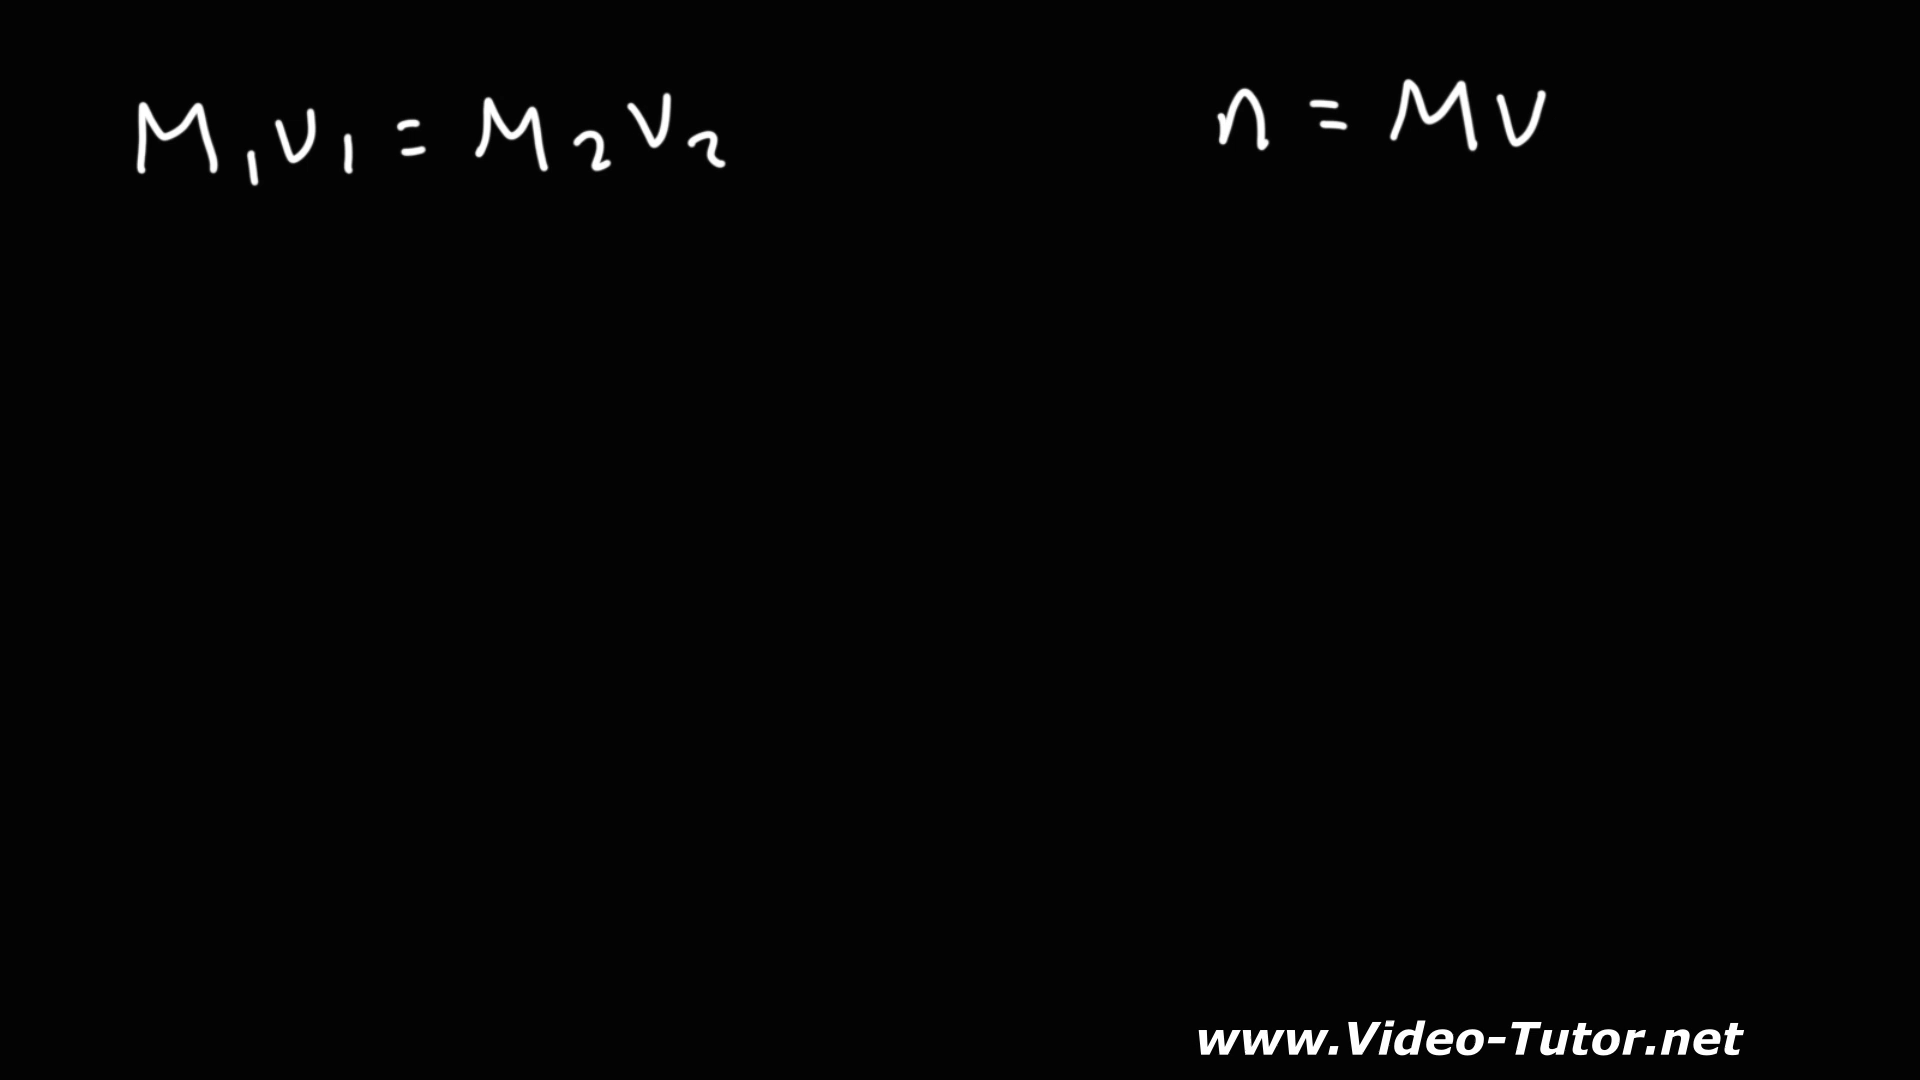 M₁V₁ = M₂V₂
n = MV
www.Video-Tutor.net